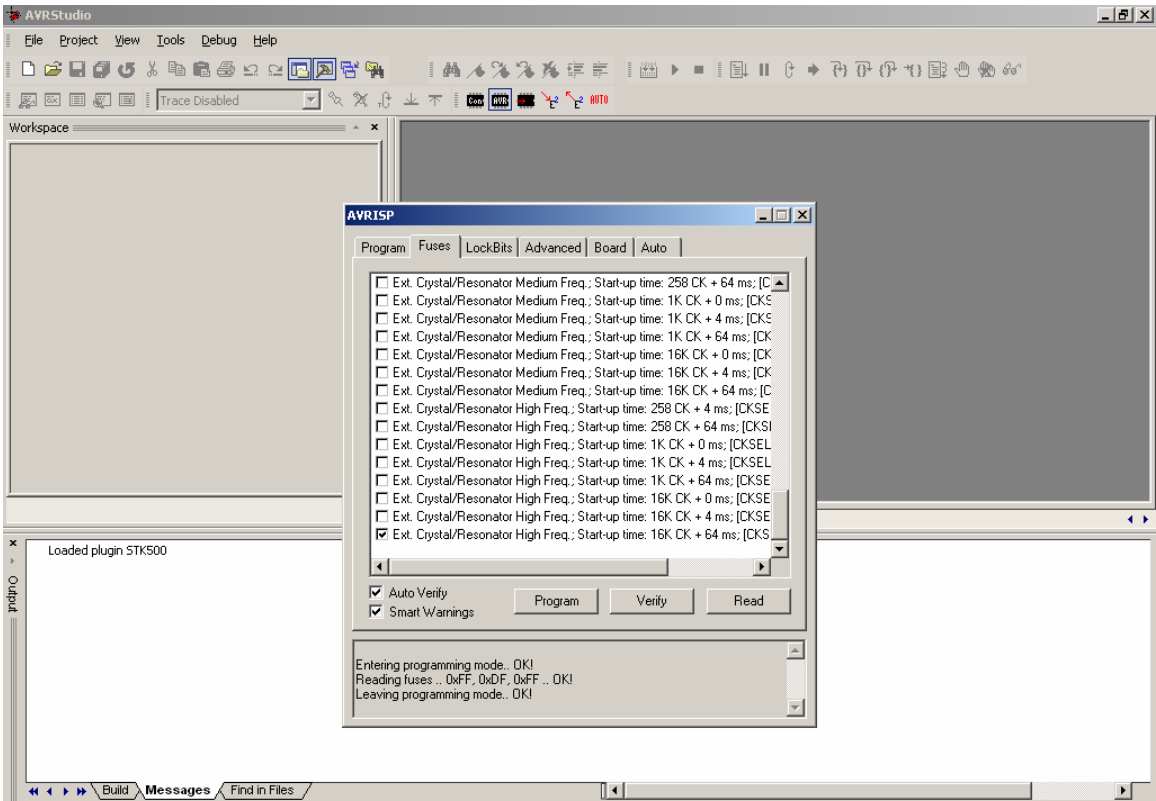 AVRStudio
File Project View Tools Debug Help
Trace Disabled
Con AVR E2 E2 AUTO
Workspace
AVRISP
Program Fuses LockBits Advanced Board Auto
Ext. Crystal/Resonator Medium Freq.; Start-up time: 258 CK + 64 ms; [C
Ext. Crystal/Resonator Medium Freq.; Start-up time: 1K CK + 0 ms; [CKS
Ext. Crystal/Resonator Medium Freq.; Start-up time: 1K CK + 4 ms; [CKS
Ext. Crystal/Resonator Medium Freq.; Start-up time: 1K CK + 64 ms; [CK
Ext. Crystal/Resonator Medium Freq.; Start-up time: 16K CK + 0 ms; [CK
Ext. Crystal/Resonator Medium Freq.; Start-up time: 16K CK + 4 ms; [CK
Ext. Crystal/Resonator Medium Freq.; Start-up time: 16K CK + 64 ms; [C
Ext. Crystal/Resonator High Freq.; Start-up time: 258 CK + 4 ms; [CKSE
Ext. Crystal/Resonator High Freq.; Start-up time: 258 CK + 64 ms; [CKSI
Ext. Crystal/Resonator High Freq.; Start-up time: 1K CK + 0 ms; [CKSEL
Ext. Crystal/Resonator High Freq.; Start-up time: 1K CK + 4 ms; [CKSEL
Ext. Crystal/Resonator High Freq.; Start-up time: 1K CK + 64 ms; [CKSE
Ext. Crystal/Resonator High Freq.; Start-up time: 16K CK + 0 ms; [CKSE
Ext. Crystal/Resonator High Freq.; Start-up time: 16K CK + 4 ms; [CKSE
Ext. Crystal/Resonator High Freq.; Start-up time: 16K CK + 64 ms; [CKS
Auto Verify
Smart Warnings
Program Verify Read
Entering programming mode.. OK!
Reading fuses .. 0xFF, 0xDF, 0xFF .. OK!
Leaving programming mode.. OK!
Output
Loaded plugin STK500
Build Messages Find in Files